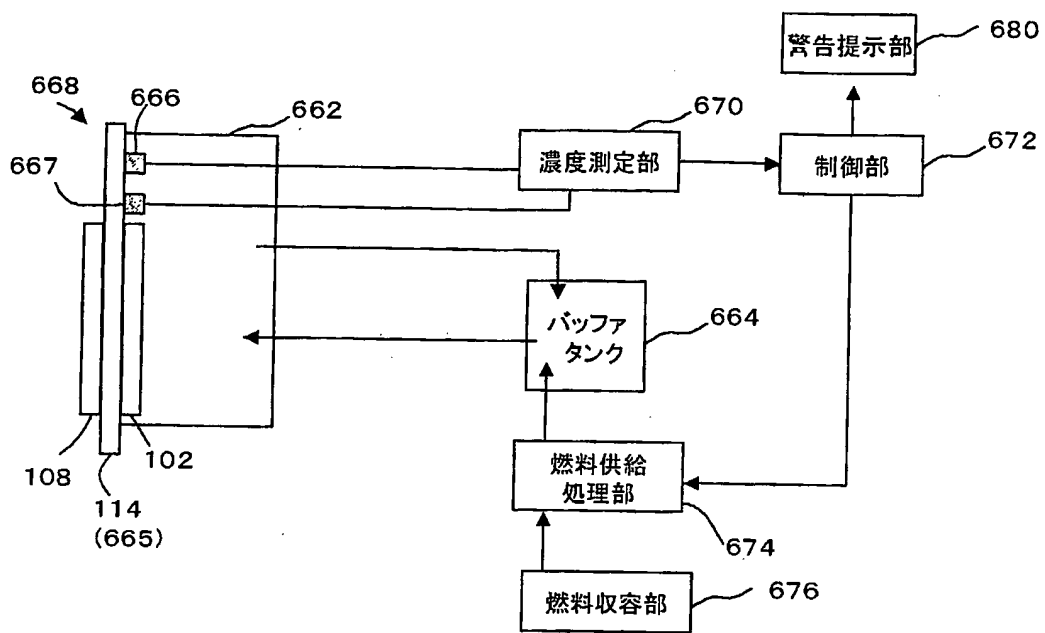 警告提示部
680
668
666
662
670
濃度測定部
制御部
672
667
バッファ
タンク
664
108
102
114
(665)
燃料供給
処理部
674
燃料収容部
676